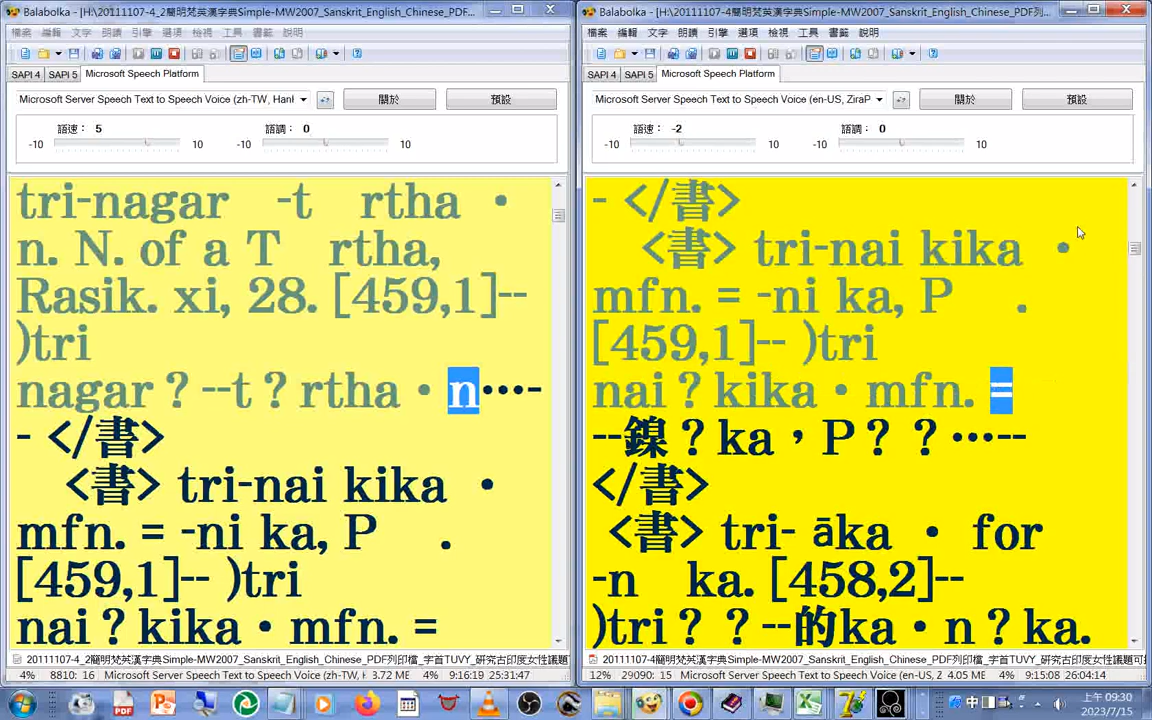 Balabolka - [H:\20111107-4_2簡明梵英漢字典Simple-MW2007_Sanskrit_English_Chinese_PDF...
檔案 編輯 文字 朗讀 引擎 選項 檢視 工具 書籤 說明
SAPI 4 SAPI 5 Microsoft Speech Platform
Microsoft Server Speech Text to Speech Voice (zh-TW, Hanl 關於 預設
語速： 5 語調： 0
-10 10 -10 10
tri-nagar -t rtha •
n. N. of a T rtha,
Rasik. xi, 28. [459,1]--
)tri
nagar？--t？rtha • n…-
- </書>
<書> tri-nai kika •
mfn. = -ni ka, P .
[459,1]-- )tri
nai？kika • mfn. =
20111107-4_2簡明梵英漢字典Simple-MW2007_Sanskrit_English_Chinese_PDF列印檔_字首TUVY_研究古印度女性議題
4% 8810: 16 Microsoft Server Speech Text to Speech Voice (zh-TW, H 3.72 ME 4% 9:16:19 25:31:47
Balabolka - [H:\20111107-4簡明梵英漢字典Simple-MW2007_Sanskrit_English_Chinese_PDF列...
檔案 編輯 文字 朗讀 引擎 選項 檢視 工具 書籤 說明
SAPI 4 SAPI 5 Microsoft Speech Platform
Microsoft Server Speech Text to Speech Voice (en-US, ZiraP 關於 預設
語速： -2 語調： 0
-10 10 -10 10
- </書>
<書> tri-nai kika •
mfn. = -ni ka, P .
[459,1]-- )tri
nai？kika • mfn. =
--鎳？ka，P？？…--
</書>
<書> tri- āka • for
-n ka. [458,2]--
)tri？？--的ka • n？ka.
20111107-4簡明梵英漢字典Simple-MW2007_Sanskrit_English_Chinese_PDF列印檔_字首TUVY_研究古印度女性議題可
12% 29090: 15 Microsoft Server Speech Text to Speech Voice (en-US, Z 4.05 ME 4% 9:15:08 26:04:14
中 上午 09:30
2023/7/15